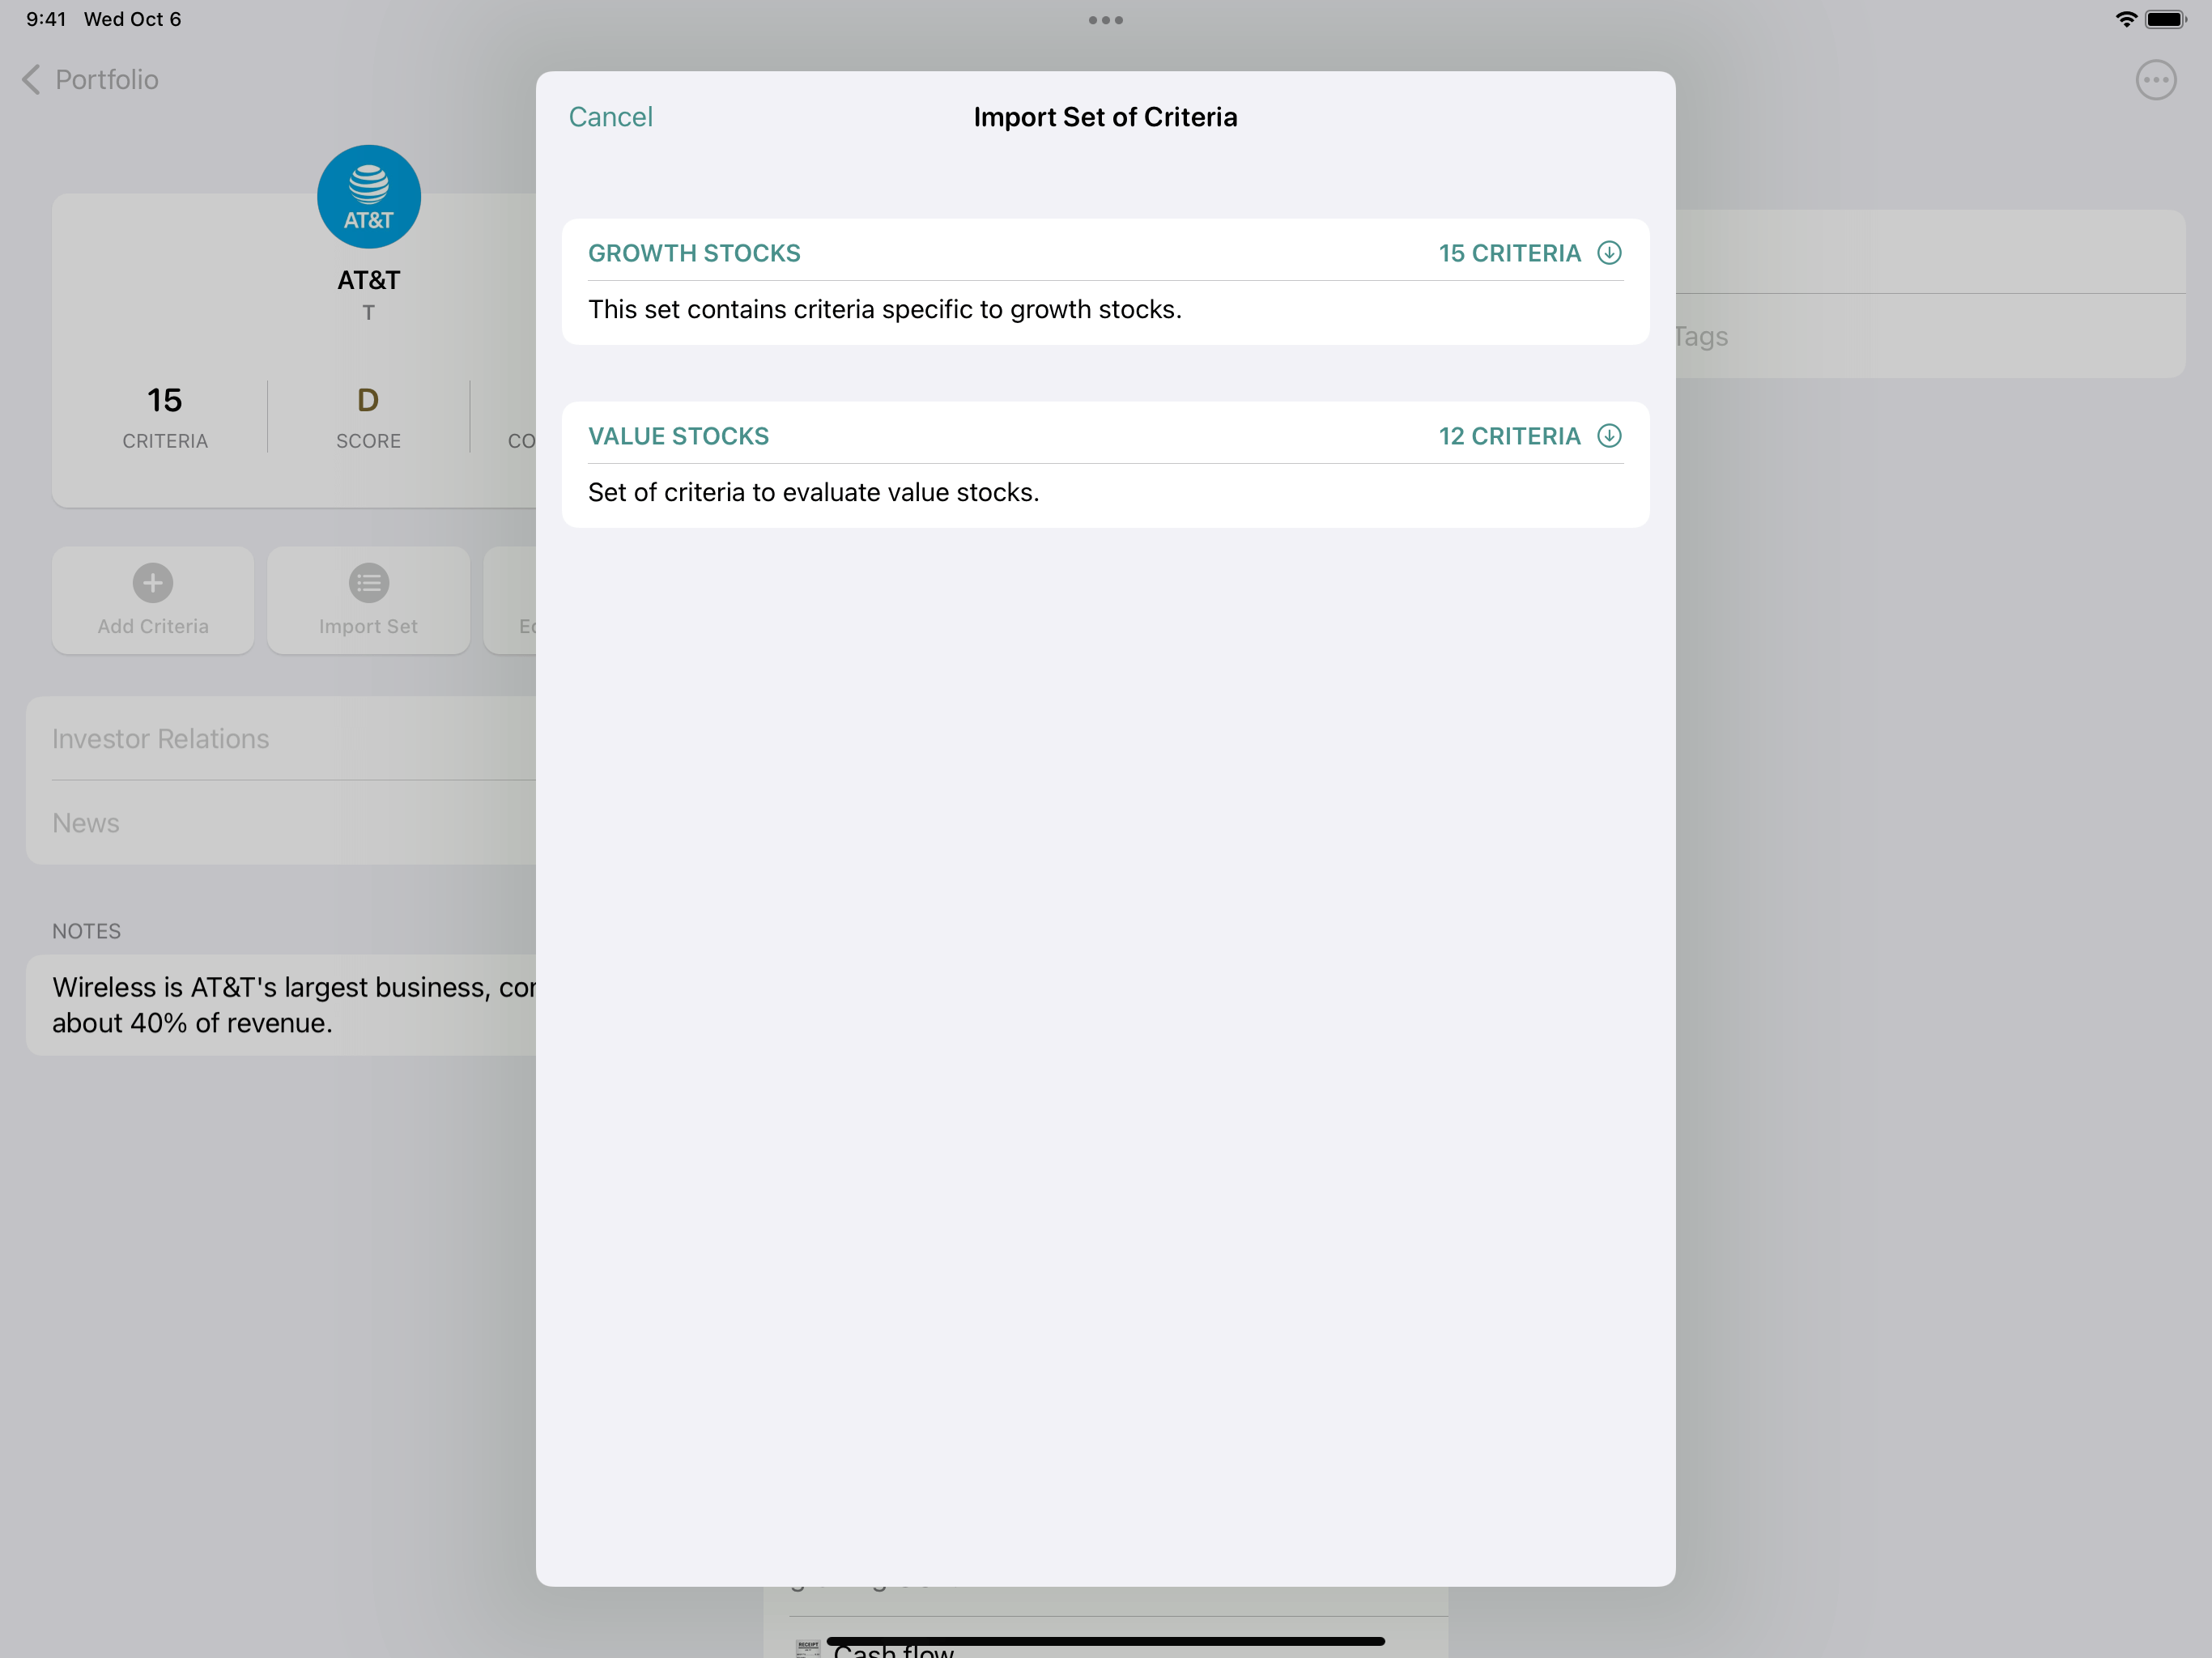 9:41 Wed Oct 6
Portfolio
AT&T
AT&T
T
15
CRITERIA
D
SCORE
CO
Add Criteria
Import Set
Investor Relations
News
NOTES
Wireless is AT&T's largest business,
about 40% of revenue.
Cancel
Import Set of Criteria
GROWTH STOCKS 15 CRITERIA
This set contains criteria specific to growth stocks.
VALUE STOCKS 12 CRITERIA
Set of criteria to evaluate value stocks.
Tags
RECEIPT
Cash flow